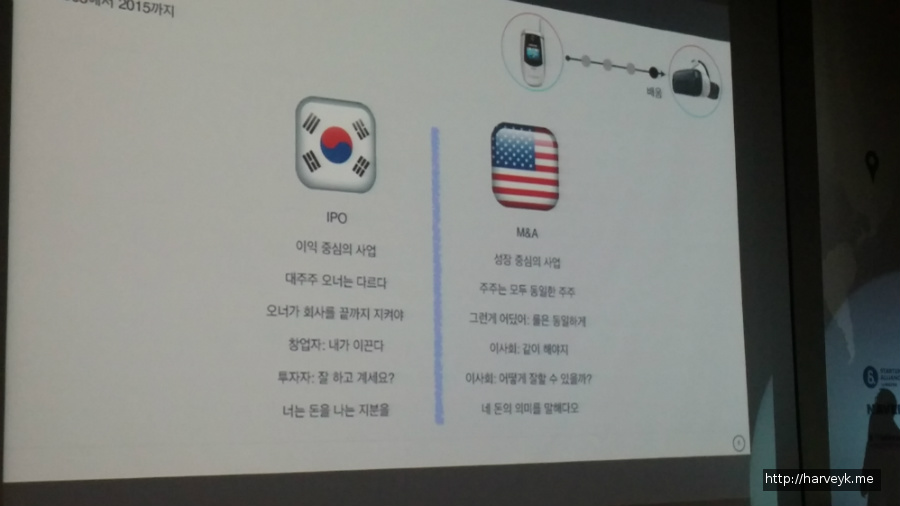 에서 2015까지
배움
IPO
이익 중심의 사업
대주주 오너는 다르다
오너가 회사를 끝까지 지켜야
창업자: 내가 이끈다
투자자: 잘 하고 계세요?
너는 돈을 나는 지분을
M&A
성장 중심의 사업
주주는 모두 동일한 주주
그런게 어딨어: 룰은 동일하게
이사회: 같이 해야지
이사회: 어떻게 잘할 수 있을까?
네 돈의 의미를 말해다오
http://harveyk.me